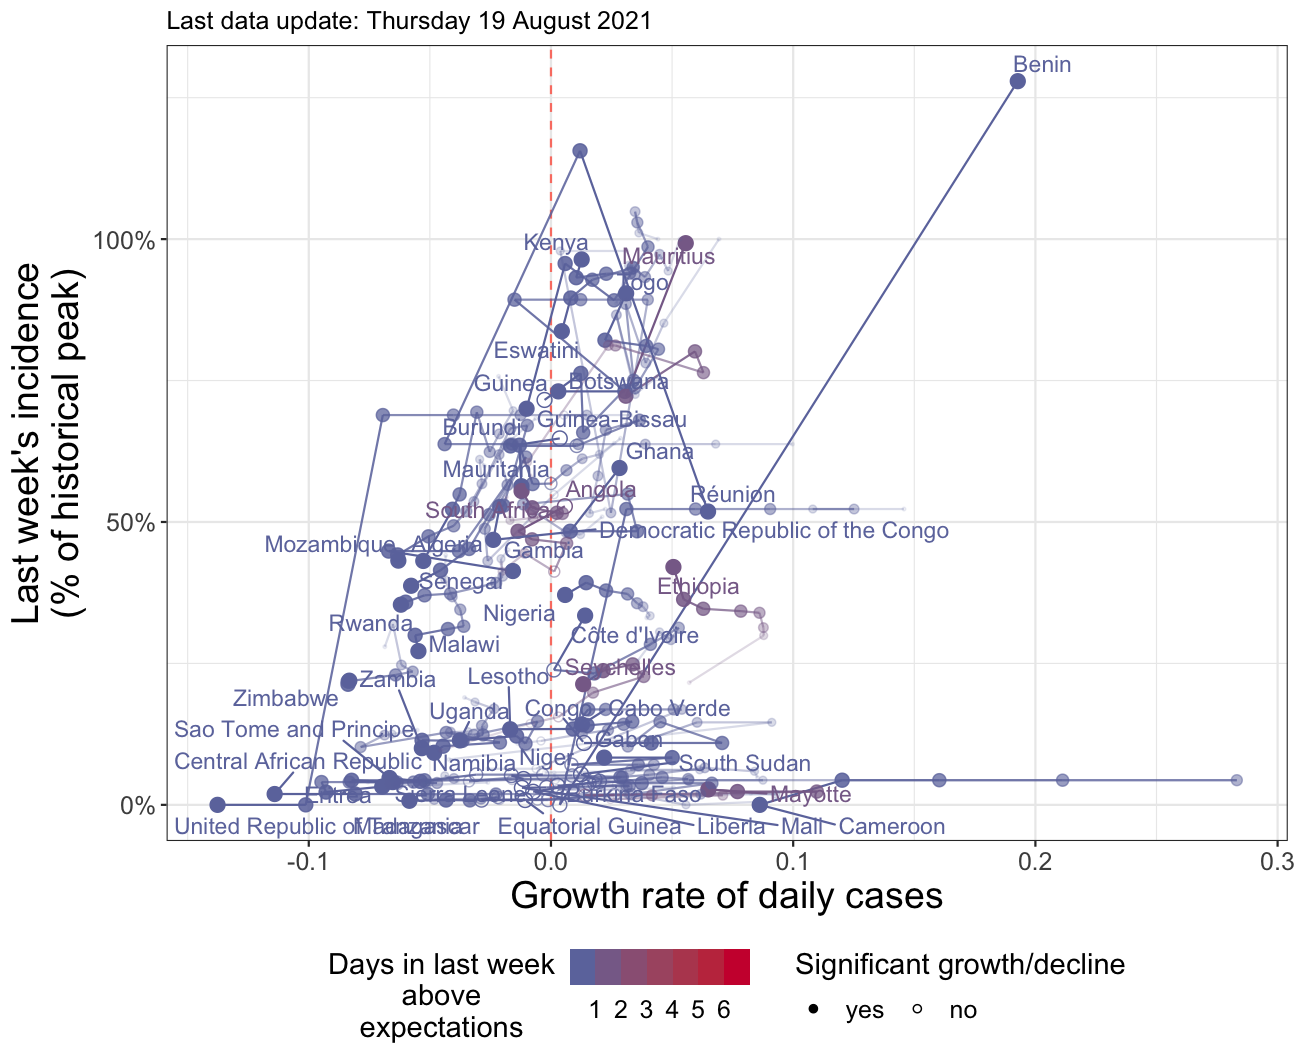 Last data update: Thursday 19 August 2021
Benin
100%
Kenya
Mauritius
Togo
Eswatini
Guinea
Botswana
Guinea-Bissau
Burundi
Ghana
Mauritania
Angola
Réunion
50%
South Africa
Democratic Republic of the Congo
Mozambique
Algeria
Gambia
Senegal
Ethiopia
Nigeria
Rwanda
Côte d'Ivoire
Malawi
Seychelles
Zambia
Lesotho
Zimbabwe
Congo
Cabo Verde
Uganda
Sao Tome and Principe
Gabon
Central African Republic
Namibia
Niger
South Sudan
Eritrea
Sierra Leone
Burkina Faso
Mayotte
0%
United Republic of Tanzania
Madagascar
Equatorial Guinea
Liberia
Mali
Cameroon
-0.1
0.0
0.1
0.2
0.3
Last week's incidence
(% of historical peak)
Growth rate of daily cases
Days in last week
above
expectations
1 2 3 4 5 6
Significant growth/decline
yes
no